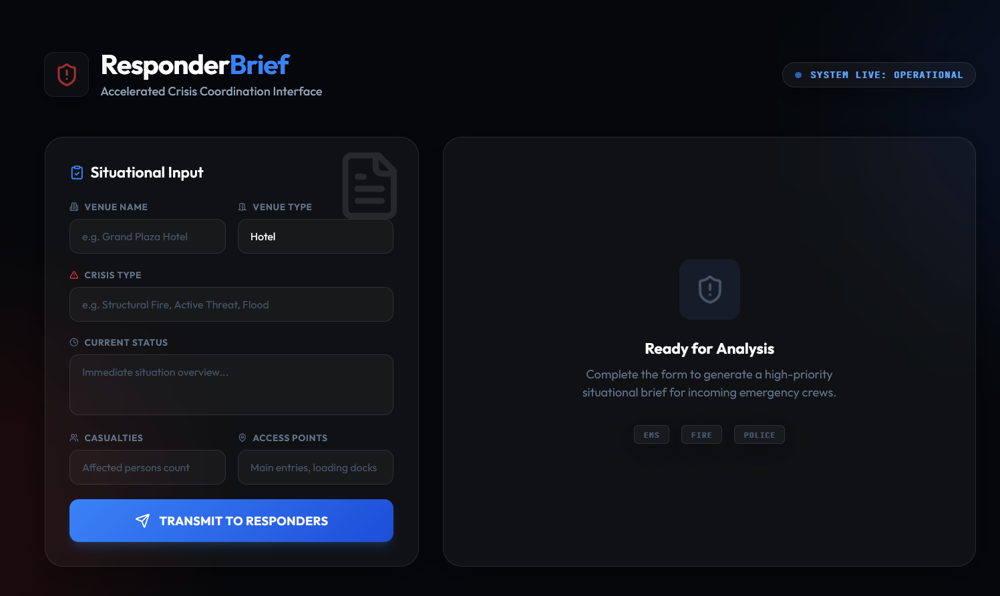 ResponderBrief
Accelerated Crisis Coordination Interface
SYSTEM LIVE: OPERATIONAL
Situational Input
VENUE NAME
VENUE TYPE
e.g. Grand Plaza Hotel
Hotel
CRISIS TYPE
e.g. Structural Fire, Active Threat, Flood
CURRENT STATUS
Immediate situation overview...
CASUALTIES
ACCESS POINTS
Affected persons count
Main entries, loading docks
TRANSMIT TO RESPONDERS
Ready for Analysis
Complete the form to generate a high-priority
situational brief for incoming emergency crews.
EMS
FIRE
POLICE